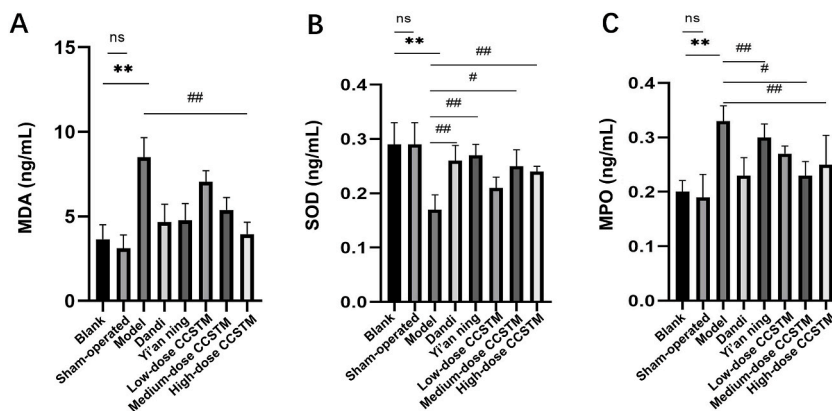 A
ns
**
##
MDA (ng/mL)
15
10
5
0
Blank
Sham-operated
Model
Dandi
Yi'an ning
Low-dose CCSTM
Medium-dose CCSTM
High-dose CCSTM
B
ns
**
##
#
##
##
SOD (ng/mL)
0.4
0.3
0.2
0.1
0.0
Blank
Sham-operated
Model
Dandi
Yi'an ning
Low-dose CCSTM
Medium-dose CCSTM
High-dose CCSTM
C
ns
**
##
#
##
MPO (ng/mL)
0.4
0.3
0.2
0.1
0.0
Blank
Sham-operated
Model
Dandi
Yi'an ning
Low-dose CCSTM
Medium-dose CCSTM
High-dose CCSTM